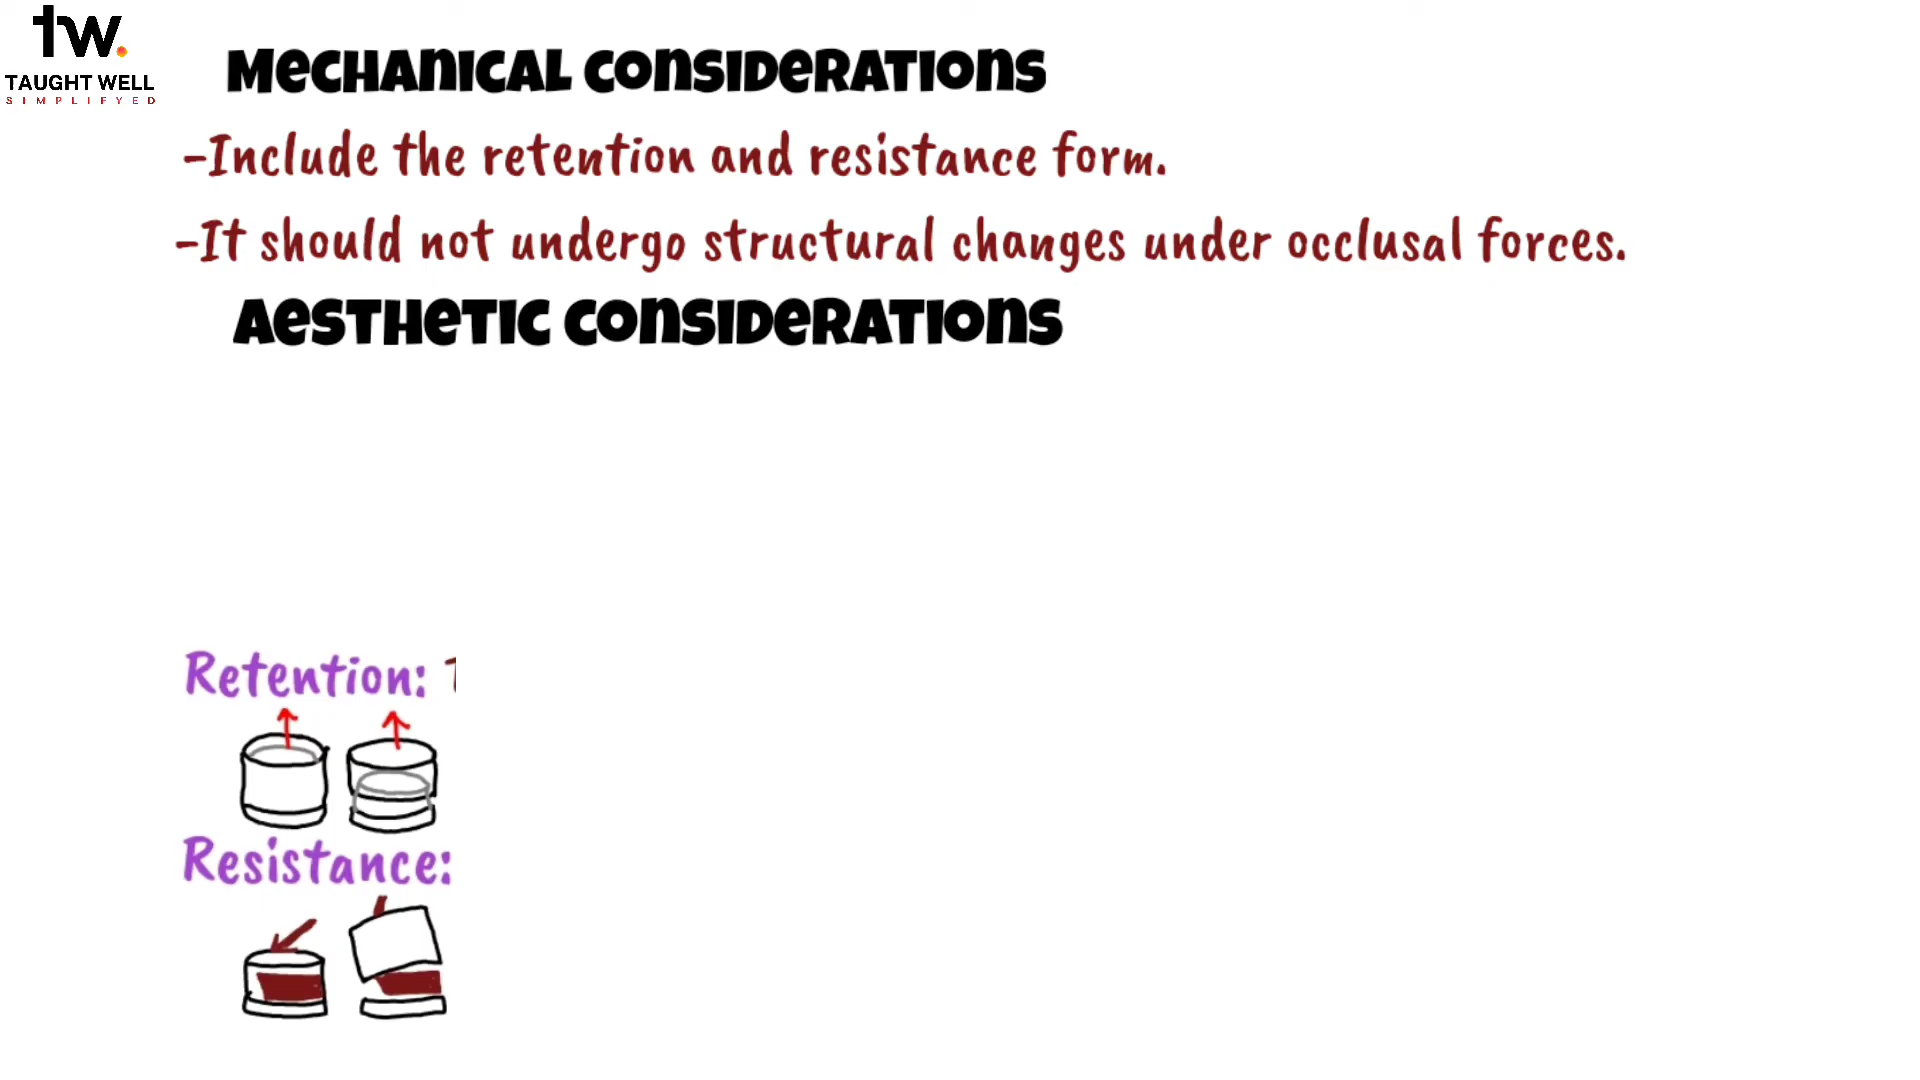 tw.
TAUGHT WELL
SIMPLIFYED
Mechanical Considerations
-Include the retention and resistance form.
-It should not undergo structural changes under occlusal forces.
Aesthetic Considerations
Retention:
Resistance: